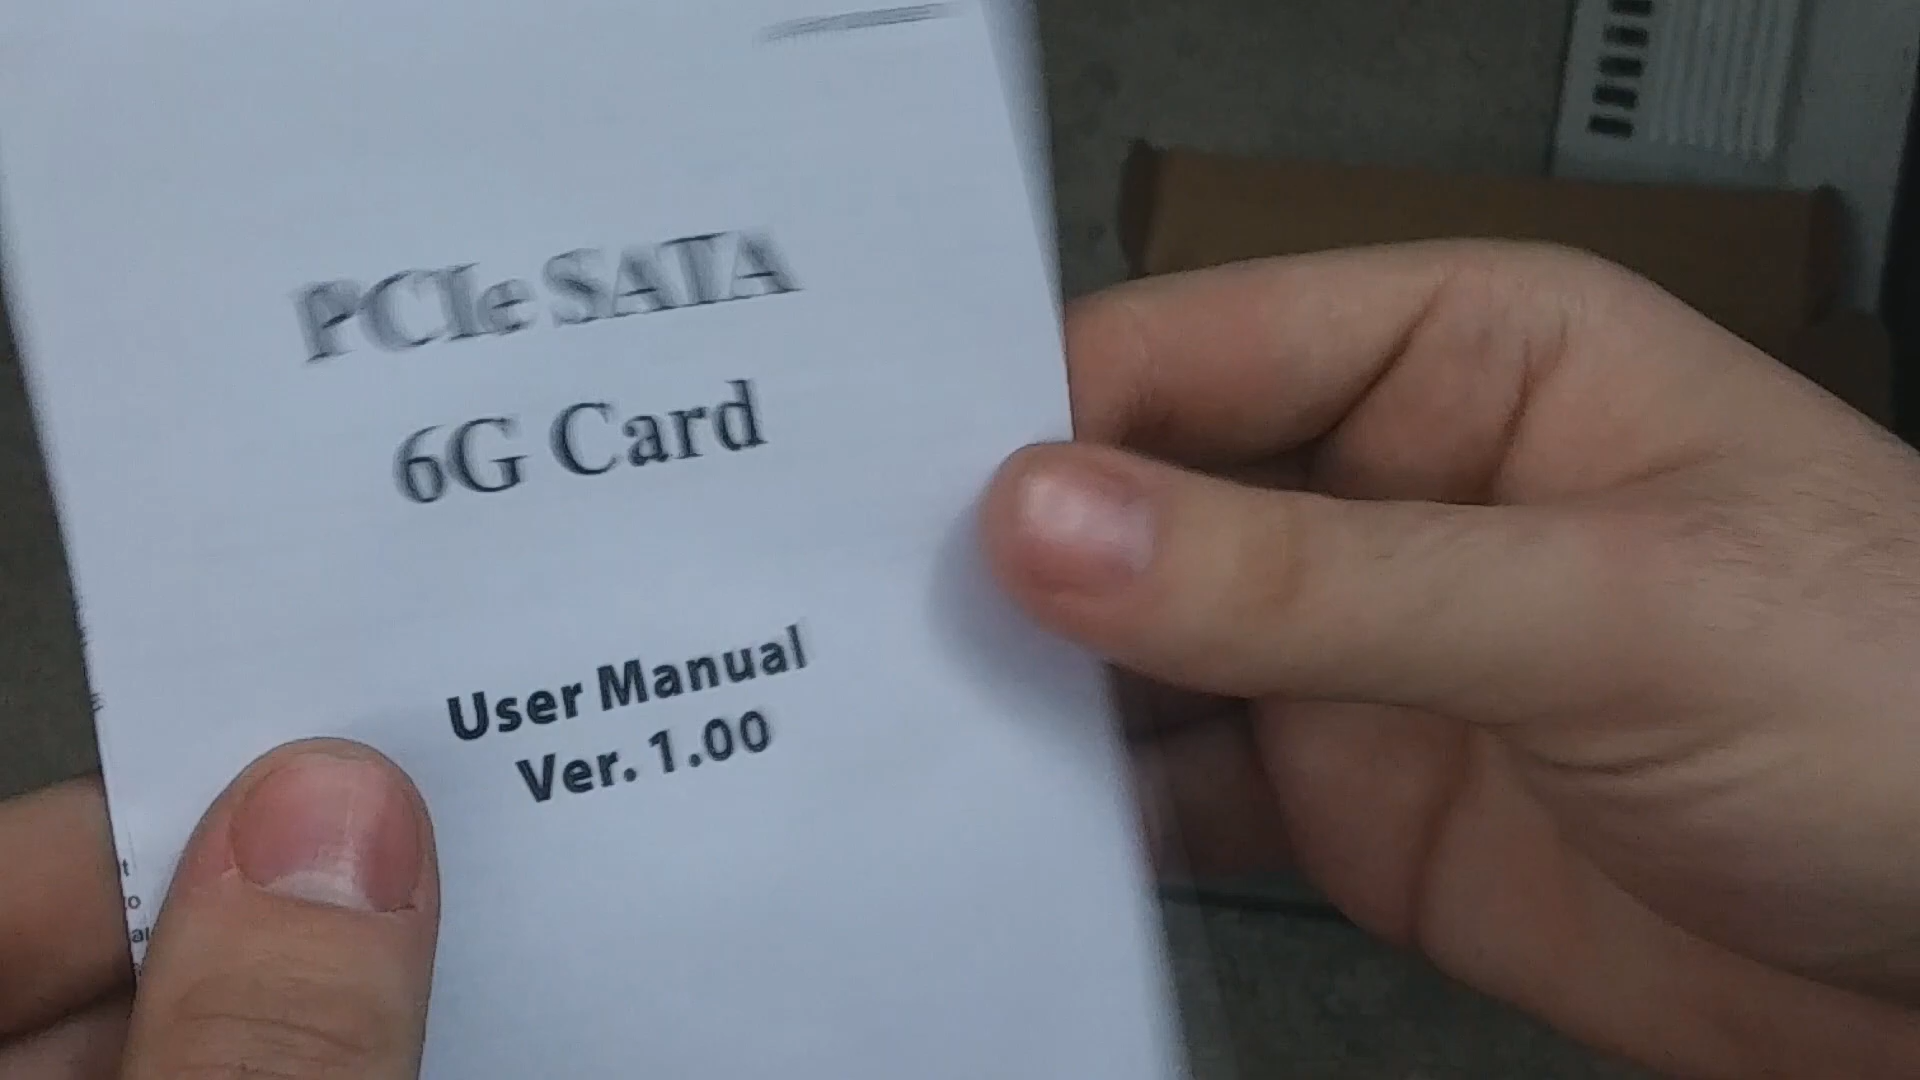 PCIe SATA
6G Card
User Manual
Ver. 1.00
t
o